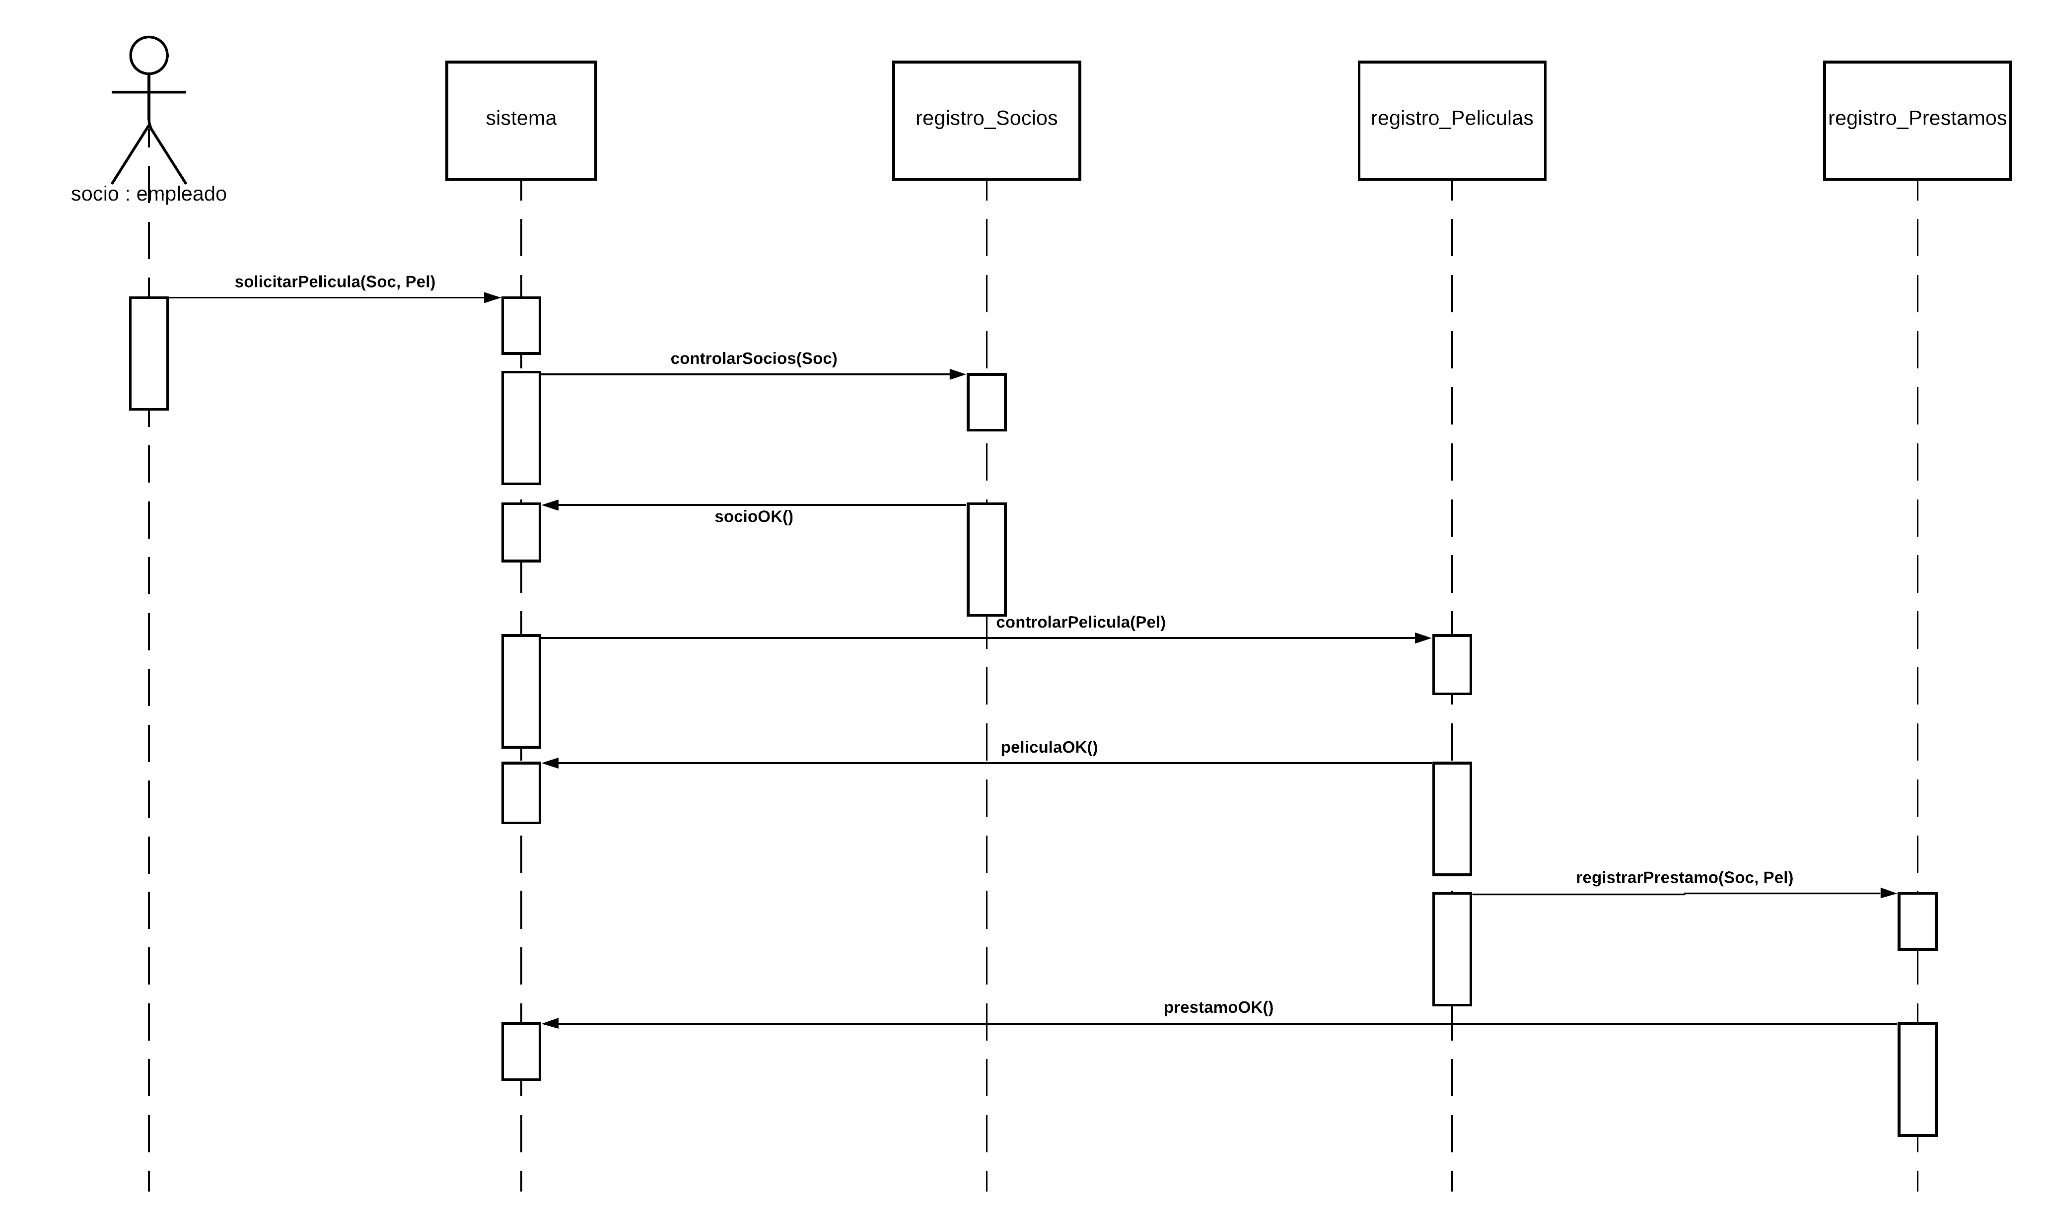 socio : empleado
sistema
registro_Socios
registro_Peliculas
registro_Prestamos
solicitarPelicula(Soc, Pel)
controlarSocios(Soc)
socioOK()
controlarPelicula(Pel)
peliculaOK()
registrarPrestamo(Soc, Pel)
prestamoOK()